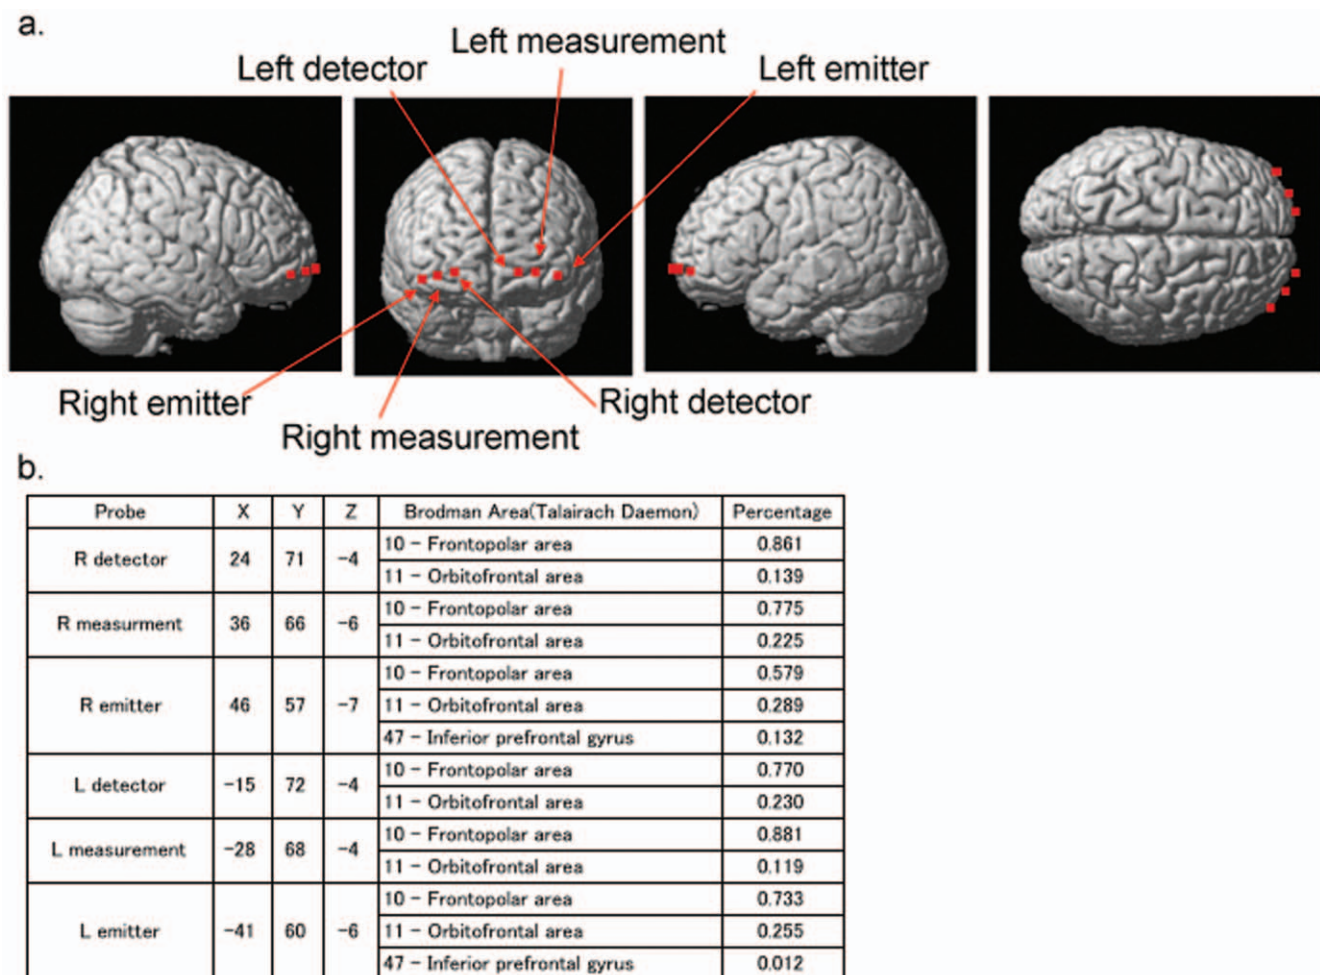 a.
Left measurement
Left detector
Left emitter
Right emitter
Right detector
Right measurement
b.
Probe X Y Z Brodman Area(Talairach Daemon) Percentage
R detector 24 71 -4 10 - Frontopolar area 0.861
11 - Orbitofrontal area 0.139
R measurment 36 66 -6 10 - Frontopolar area 0.775
11 - Orbitofrontal area 0.225
R emitter 46 57 -7 10 - Frontopolar area 0.579
11 - Orbitofrontal area 0.289
47 - Inferior prefrontal gyrus 0.132
L detector -15 72 -4 10 - Frontopolar area 0.770
11 - Orbitofrontal area 0.230
L measurement -28 68 -4 10 - Frontopolar area 0.881
11 - Orbitofrontal area 0.119
L emitter -41 60 -6 10 - Frontopolar area 0.733
11 - Orbitofrontal area 0.255
47 - Inferior prefrontal gyrus 0.012